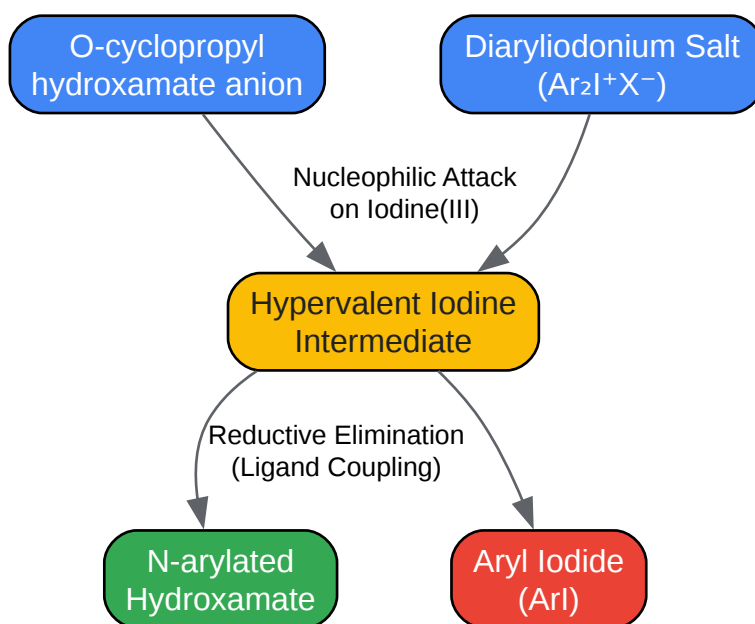 O-cyclopropyl
hydroxamate anion
Diaryliodonium Salt
(Ar₂I⁺X⁻)
Nucleophilic Attack
on Iodine(III)
Hypervalent Iodine
Intermediate
Reductive Elimination
(Ligand Coupling)
N-arylated
Hydroxamate
Aryl Iodide
(ArI)